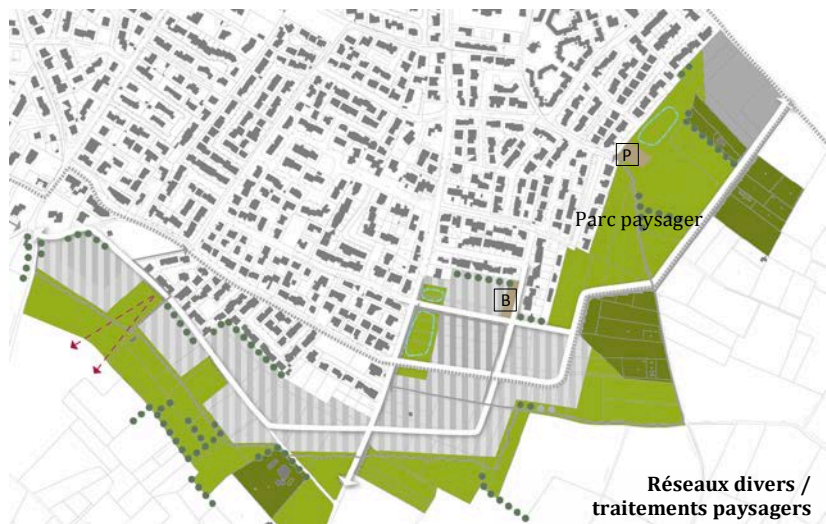 P
Parc paysager
B
Réseaux divers /
traitements paysagers